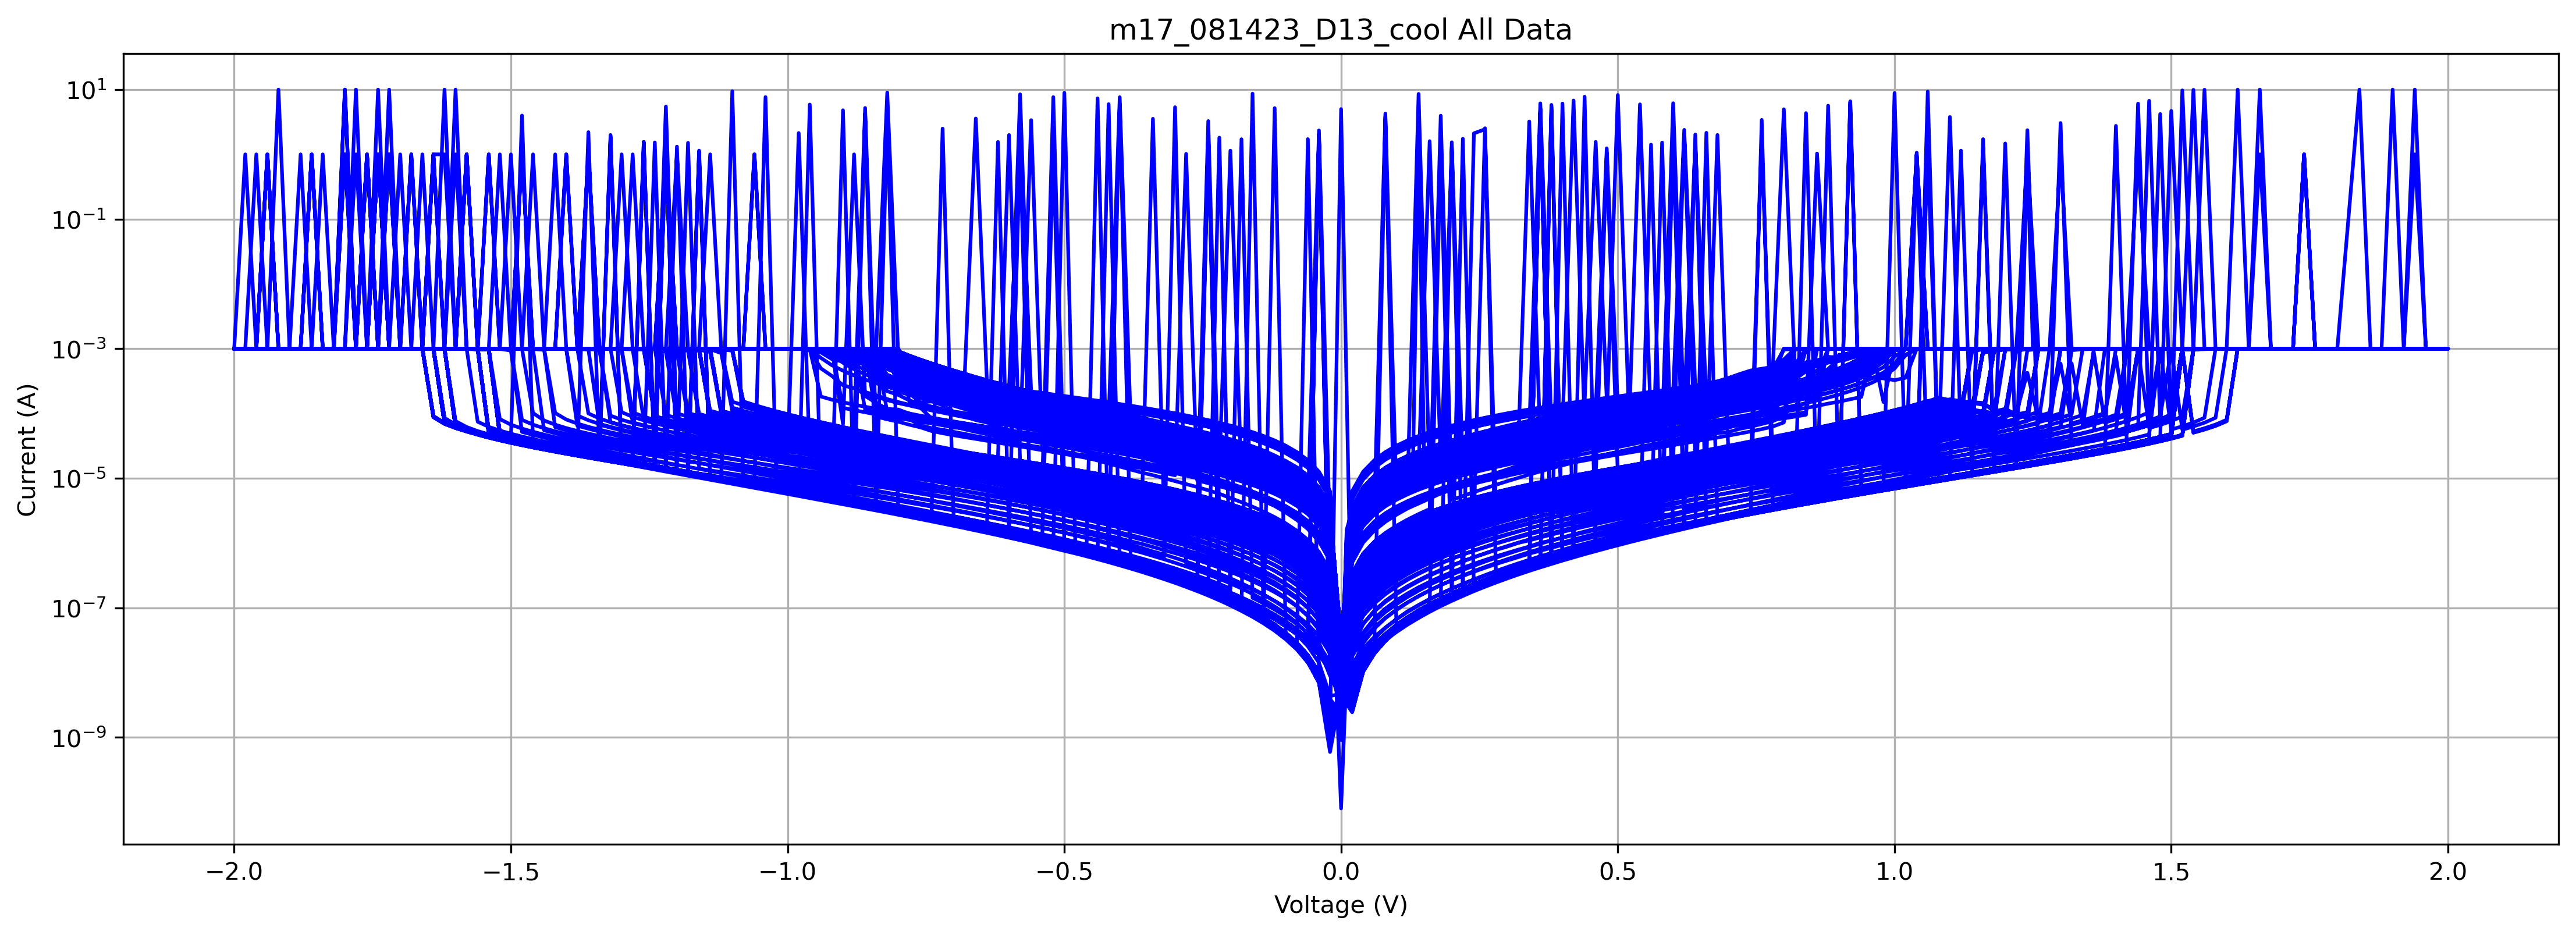 m17_081423_D13_cool All Data
Current (A)
10¹
10⁻¹
10⁻³
10⁻⁵
10⁻⁷
10⁻⁹
−2.0 −1.5 −1.0 −0.5 0.0 0.5 1.0 1.5 2.0
Voltage (V)